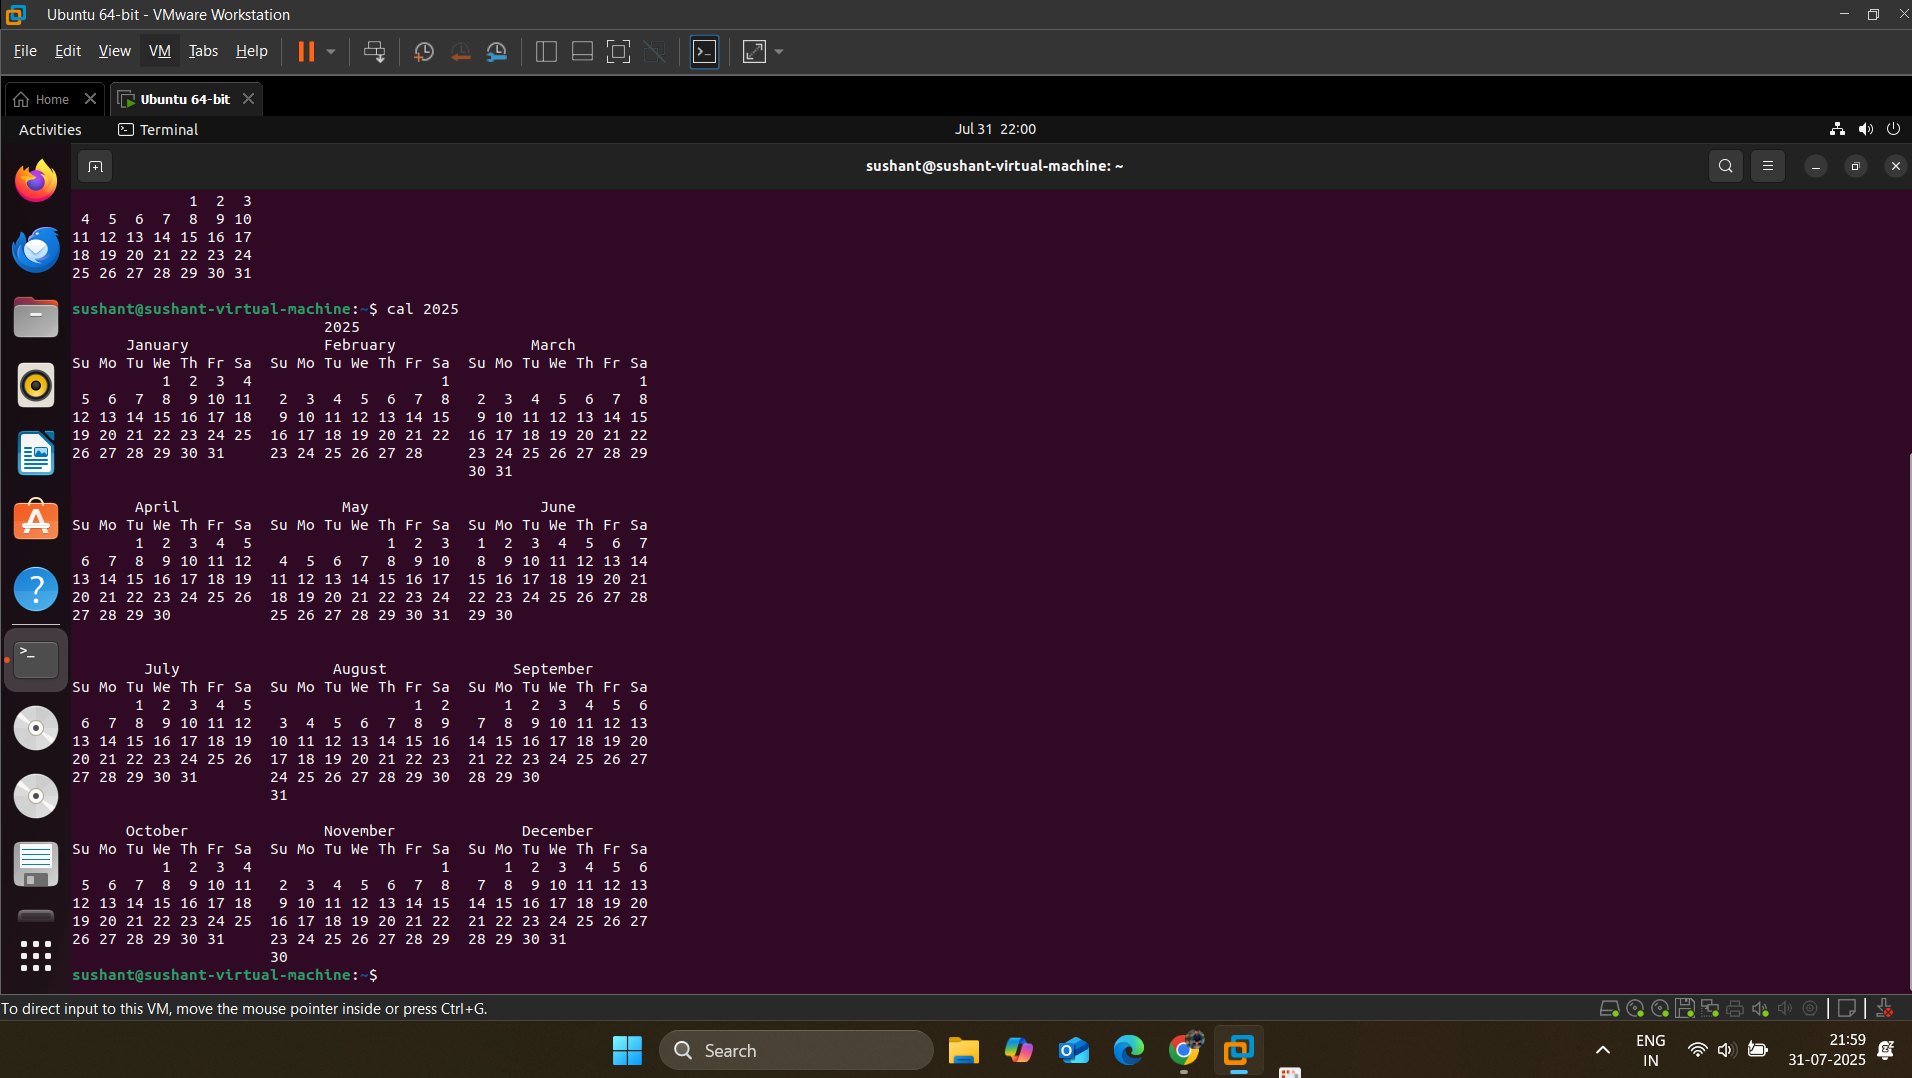 Ubuntu 64-bit - VMware Workstation
File Edit View VM Tabs Help
Home Ubuntu 64-bit
Activities Terminal Jul 31 22:00
sushant@sushant-virtual-machine: ~
             1  2  3
 4  5  6  7  8  9 10
11 12 13 14 15 16 17
18 19 20 21 22 23 24
25 26 27 28 29 30 31
sushant@sushant-virtual-machine:~$ cal 2025
                            2025
      January               February               March
Su Mo Tu We Th Fr Sa  Su Mo Tu We Th Fr Sa  Su Mo Tu We Th Fr Sa
          1  2  3  4                     1                     1
 5  6  7  8  9 10 11   2  3  4  5  6  7  8   2  3  4  5  6  7  8
12 13 14 15 16 17 18   9 10 11 12 13 14 15   9 10 11 12 13 14 15
19 20 21 22 23 24 25  16 17 18 19 20 21 22  16 17 18 19 20 21 22
26 27 28 29 30 31     23 24 25 26 27 28     23 24 25 26 27 28 29
                                            30 31
       April                  May                   June
Su Mo Tu We Th Fr Sa  Su Mo Tu We Th Fr Sa  Su Mo Tu We Th Fr Sa
       1  2  3  4  5               1  2  3   1  2  3  4  5  6  7
 6  7  8  9 10 11 12   4  5  6  7  8  9 10   8  9 10 11 12 13 14
13 14 15 16 17 18 19  11 12 13 14 15 16 17  15 16 17 18 19 20 21
20 21 22 23 24 25 26  18 19 20 21 22 23 24  22 23 24 25 26 27 28
27 28 29 30           25 26 27 28 29 30 31  29 30
        July                 August              September
Su Mo Tu We Th Fr Sa  Su Mo Tu We Th Fr Sa  Su Mo Tu We Th Fr Sa
       1  2  3  4  5                  1  2      1  2  3  4  5  6
 6  7  8  9 10 11 12   3  4  5  6  7  8  9   7  8  9 10 11 12 13
13 14 15 16 17 18 19  10 11 12 13 14 15 16  14 15 16 17 18 19 20
20 21 22 23 24 25 26  17 18 19 20 21 22 23  21 22 23 24 25 26 27
27 28 29 30 31        24 25 26 27 28 29 30  28 29 30
                      31
      October               November              December
Su Mo Tu We Th Fr Sa  Su Mo Tu We Th Fr Sa  Su Mo Tu We Th Fr Sa
          1  2  3  4                     1      1  2  3  4  5  6
 5  6  7  8  9 10 11   2  3  4  5  6  7  8   7  8  9 10 11 12 13
12 13 14 15 16 17 18   9 10 11 12 13 14 15  14 15 16 17 18 19 20
19 20 21 22 23 24 25  16 17 18 19 20 21 22  21 22 23 24 25 26 27
26 27 28 29 30 31     23 24 25 26 27 28 29  28 29 30 31
                      30
sushant@sushant-virtual-machine:~$
To direct input to this VM, move the mouse pointer inside or press Ctrl+G.
Search
ENG
IN
21:59
31-07-2025